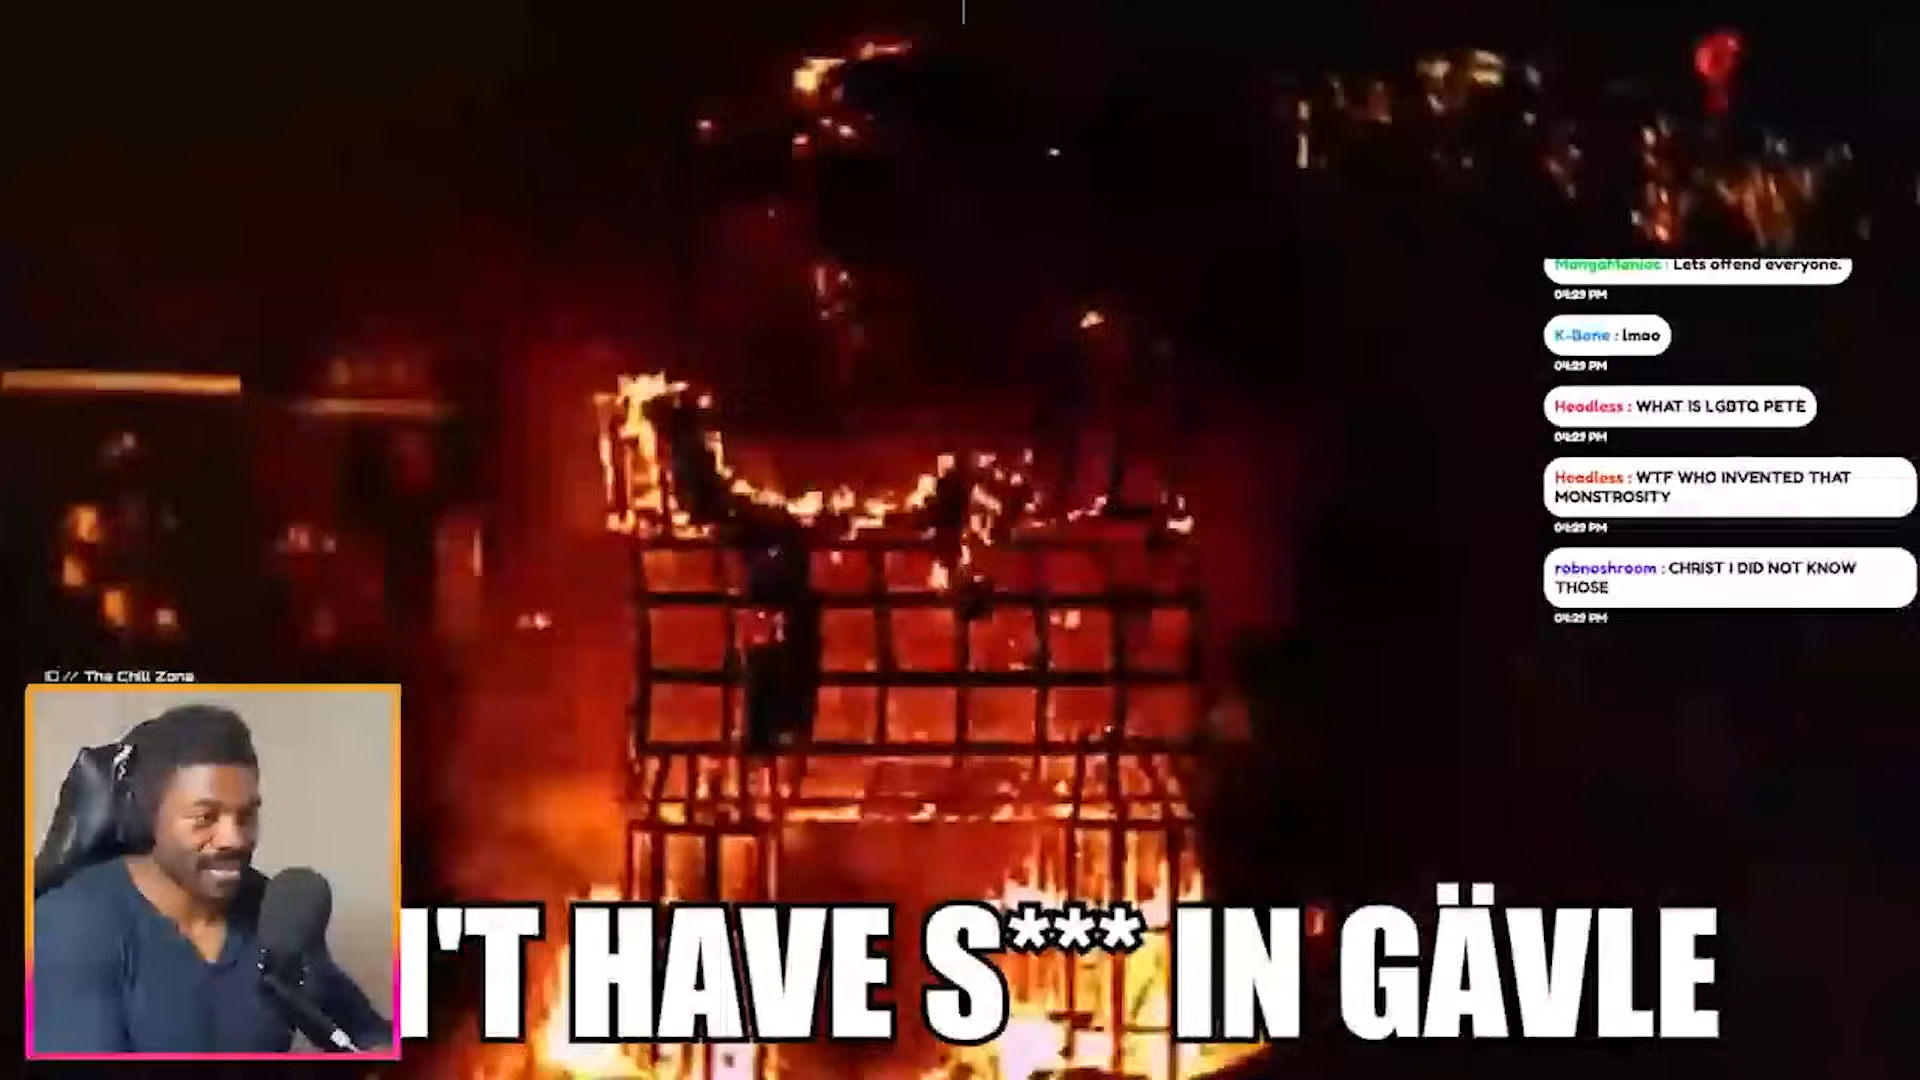 MangaManiac : Lets offend everyone.
04:29 PM
K-Bone : lmao
04:29 PM
Headless : WHAT IS LGBTQ PETE
04:29 PM
Headless : WTF WHO INVENTED THAT
MONSTROSITY
04:29 PM
robnoshroom : CHRIST I DID NOT KNOW
THOSE
04:29 PM
// The Chill Zone
'T HAVE S*** IN GÄVLE